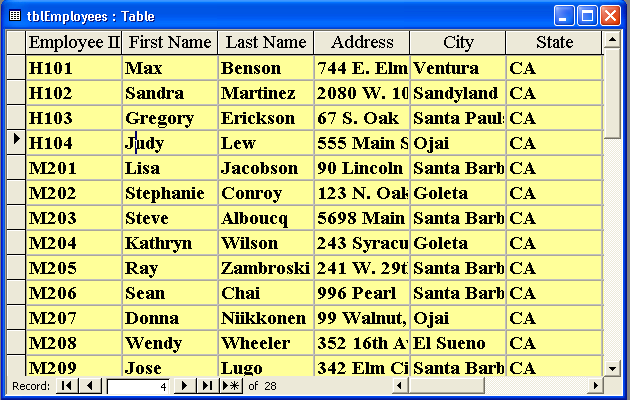 tblEmployees : Table
Employee ID First Name Last Name Address City State
H101 Max Benson 744 E. Elm Ventura CA
H102 Sandra Martinez 2080 W. 10 Sandyland CA
H103 Gregory Erickson 67 S. Oak Santa Paul CA
H104 Judy Lew 555 Main S Ojai CA
M201 Lisa Jacobson 90 Lincoln Santa Barb CA
M202 Stephanie Conroy 123 N. Oak Goleta CA
M203 Steve Alboucq 5698 Main Santa Barb CA
M204 Kathryn Wilson 243 Syracu Goleta CA
M205 Ray Zambroski 241 W. 29t Santa Barb CA
M206 Sean Chai 996 Pearl Santa Barb CA
M207 Donna Niikkonen 99 Walnut, Ojai CA
M208 Wendy Wheeler 352 16th A El Sueno CA
M209 Jose Lugo 342 Elm Ci Santa Barb CA
Record: 4 of 28